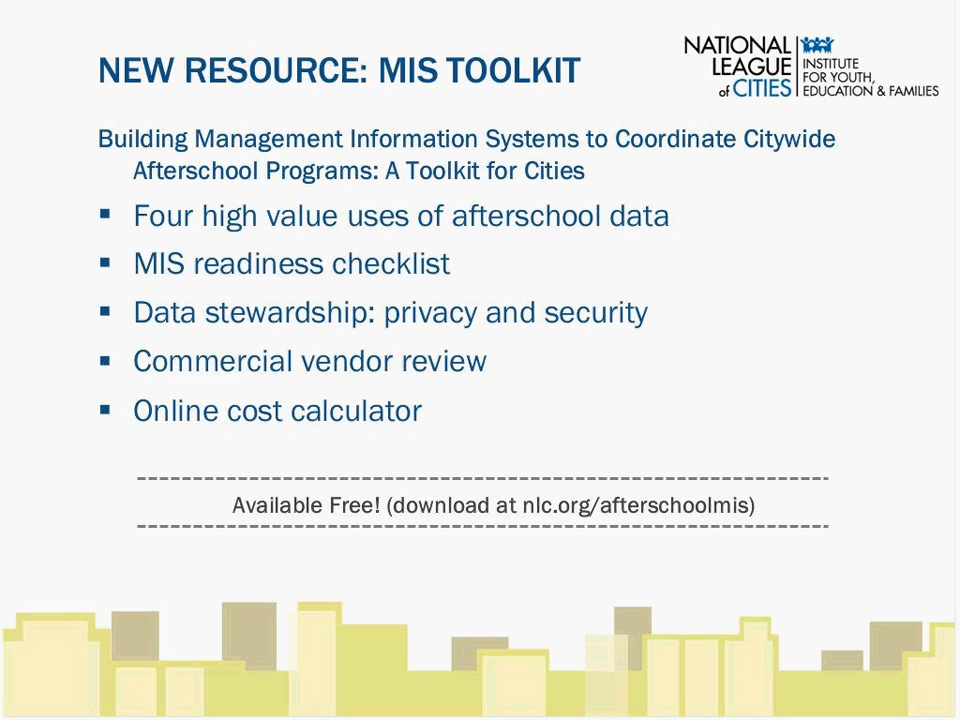 NEW RESOURCE: MIS TOOLKIT
NATIONAL
LEAGUE
of CITIES
INSTITUTE
FOR YOUTH,
EDUCATION & FAMILIES
Building Management Information Systems to Coordinate Citywide
Afterschool Programs: A Toolkit for Cities
▪ Four high value uses of afterschool data
▪ MIS readiness checklist
▪ Data stewardship: privacy and security
▪ Commercial vendor review
▪ Online cost calculator
Available Free! (download at nlc.org/afterschoolmis)